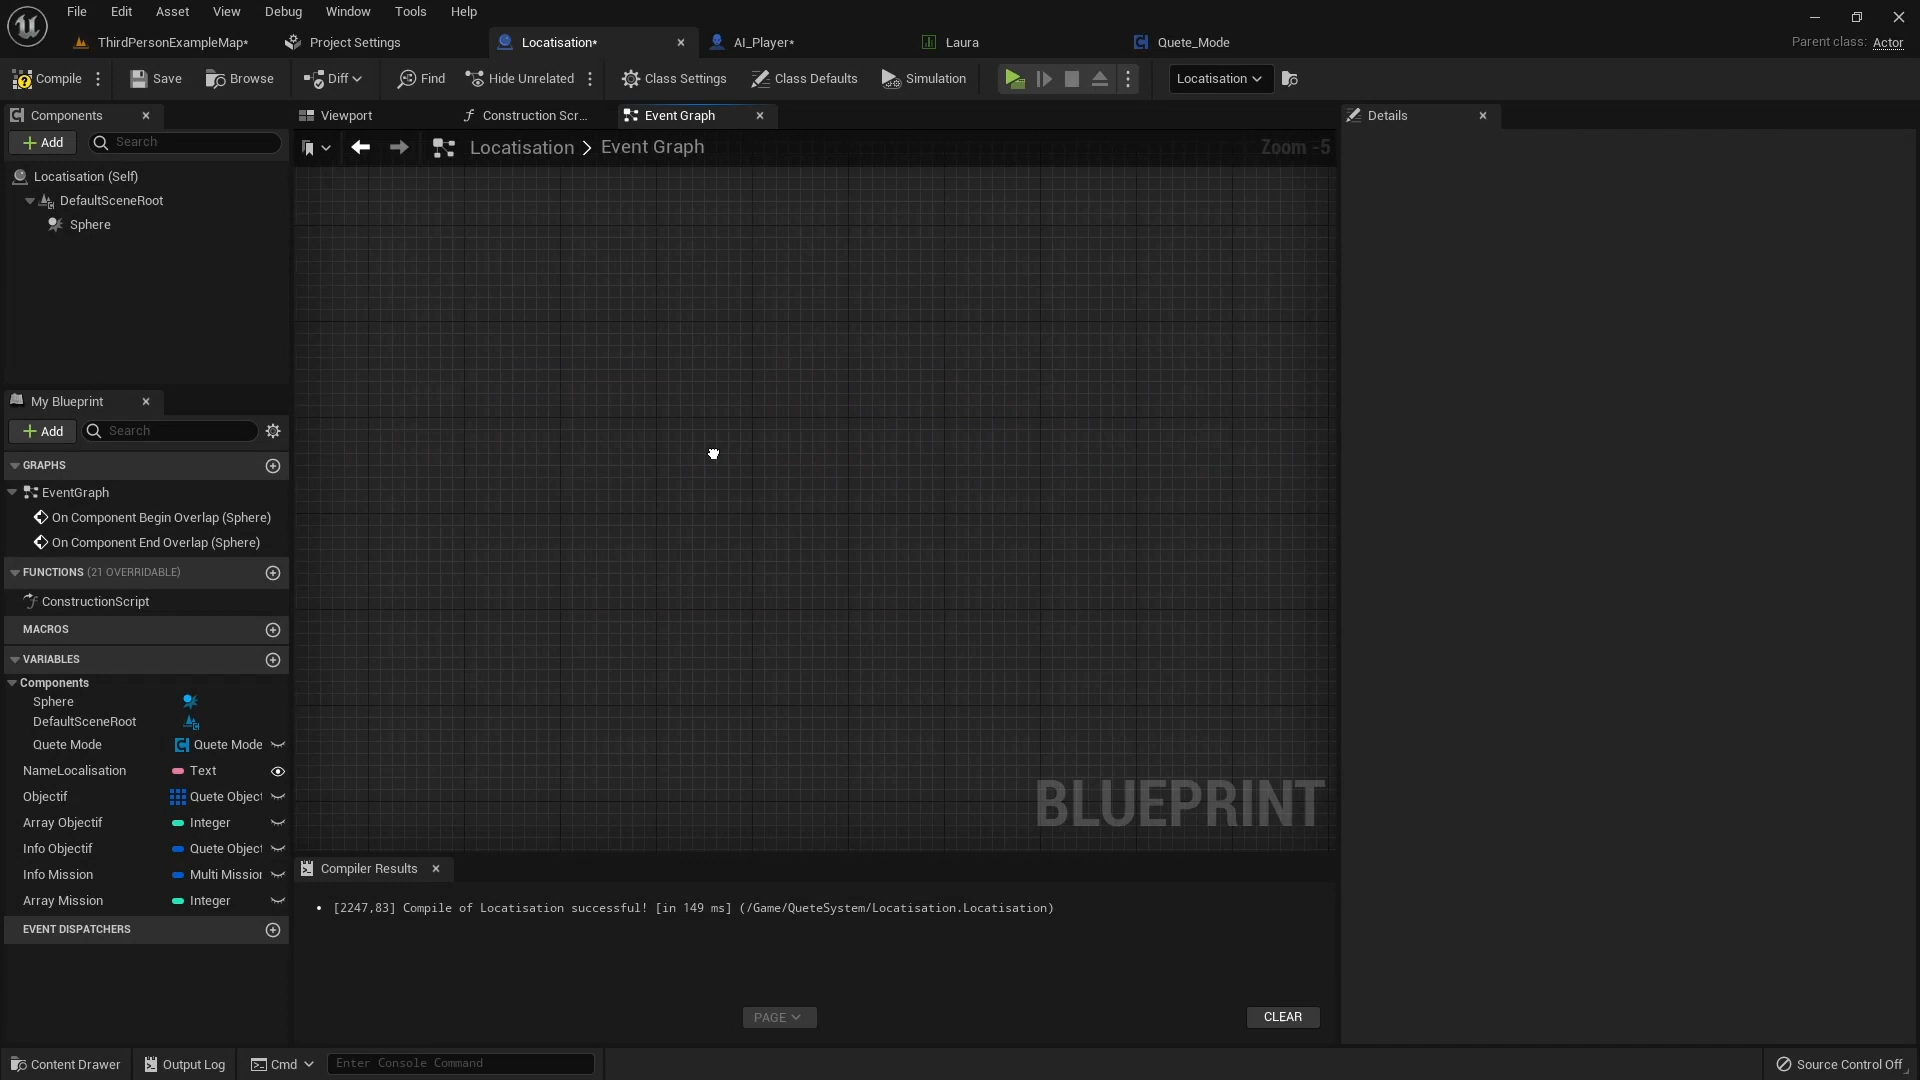 File Edit Asset View Debug Window Tools Help
ThirdPersonExampleMap* Project Settings Locatisation* AI_Player* Laura Quete_Mode Parent class: Actor
Compile Save Browse Diff Find Hide Unrelated Class Settings Class Defaults Simulation Locatisation
Components
Add Search
Locatisation (Self)
DefaultSceneRoot
Sphere
Viewport Construction Scr... Event Graph
Locatisation > Event Graph Zoom -5
Details
My Blueprint
Add Search
GRAPHS
EventGraph
On Component Begin Overlap (Sphere)
On Component End Overlap (Sphere)
FUNCTIONS (21 OVERRIDABLE)
ConstructionScript
MACROS
VARIABLES
Components
Sphere
DefaultSceneRoot
Quete Mode Quete Mode
NameLocalisation Text
Objectif Quete Object
Array Objectif Integer
Info Objectif Quete Object
Info Mission Multi Mission
Array Mission Integer
EVENT DISPATCHERS
BLUEPRINT
Compiler Results
• [2247,83] Compile of Locatisation successful! [in 149 ms] (/Game/QueteSystem/Locatisation.Locatisation)
PAGE CLEAR
Content Drawer Output Log Cmd Enter Console Command Source Control Off